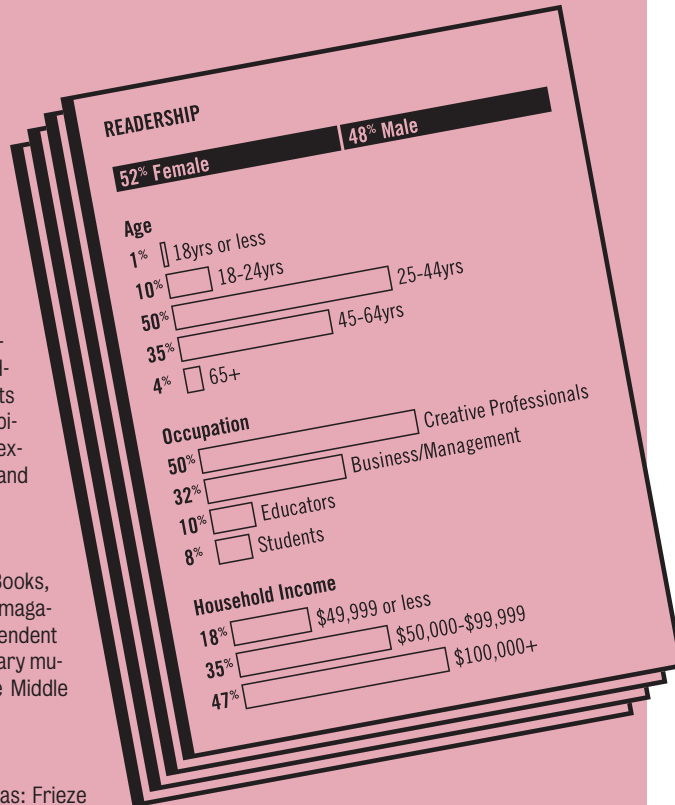 -
l-
ts
oi-
ex-
and
Books,
maga-
endent
ary mu-
e Middle
as: Frieze
READERSHIP
52% Female 48% Male
Age
1% 18yrs or less
10% 18-24yrs
50% 25-44yrs
35% 45-64yrs
4% 65+
Occupation
50% Creative Professionals
32% Business/Management
10% Educators
8% Students
Household Income
18% $49,999 or less
35% $50,000-$99,999
47% $100,000+